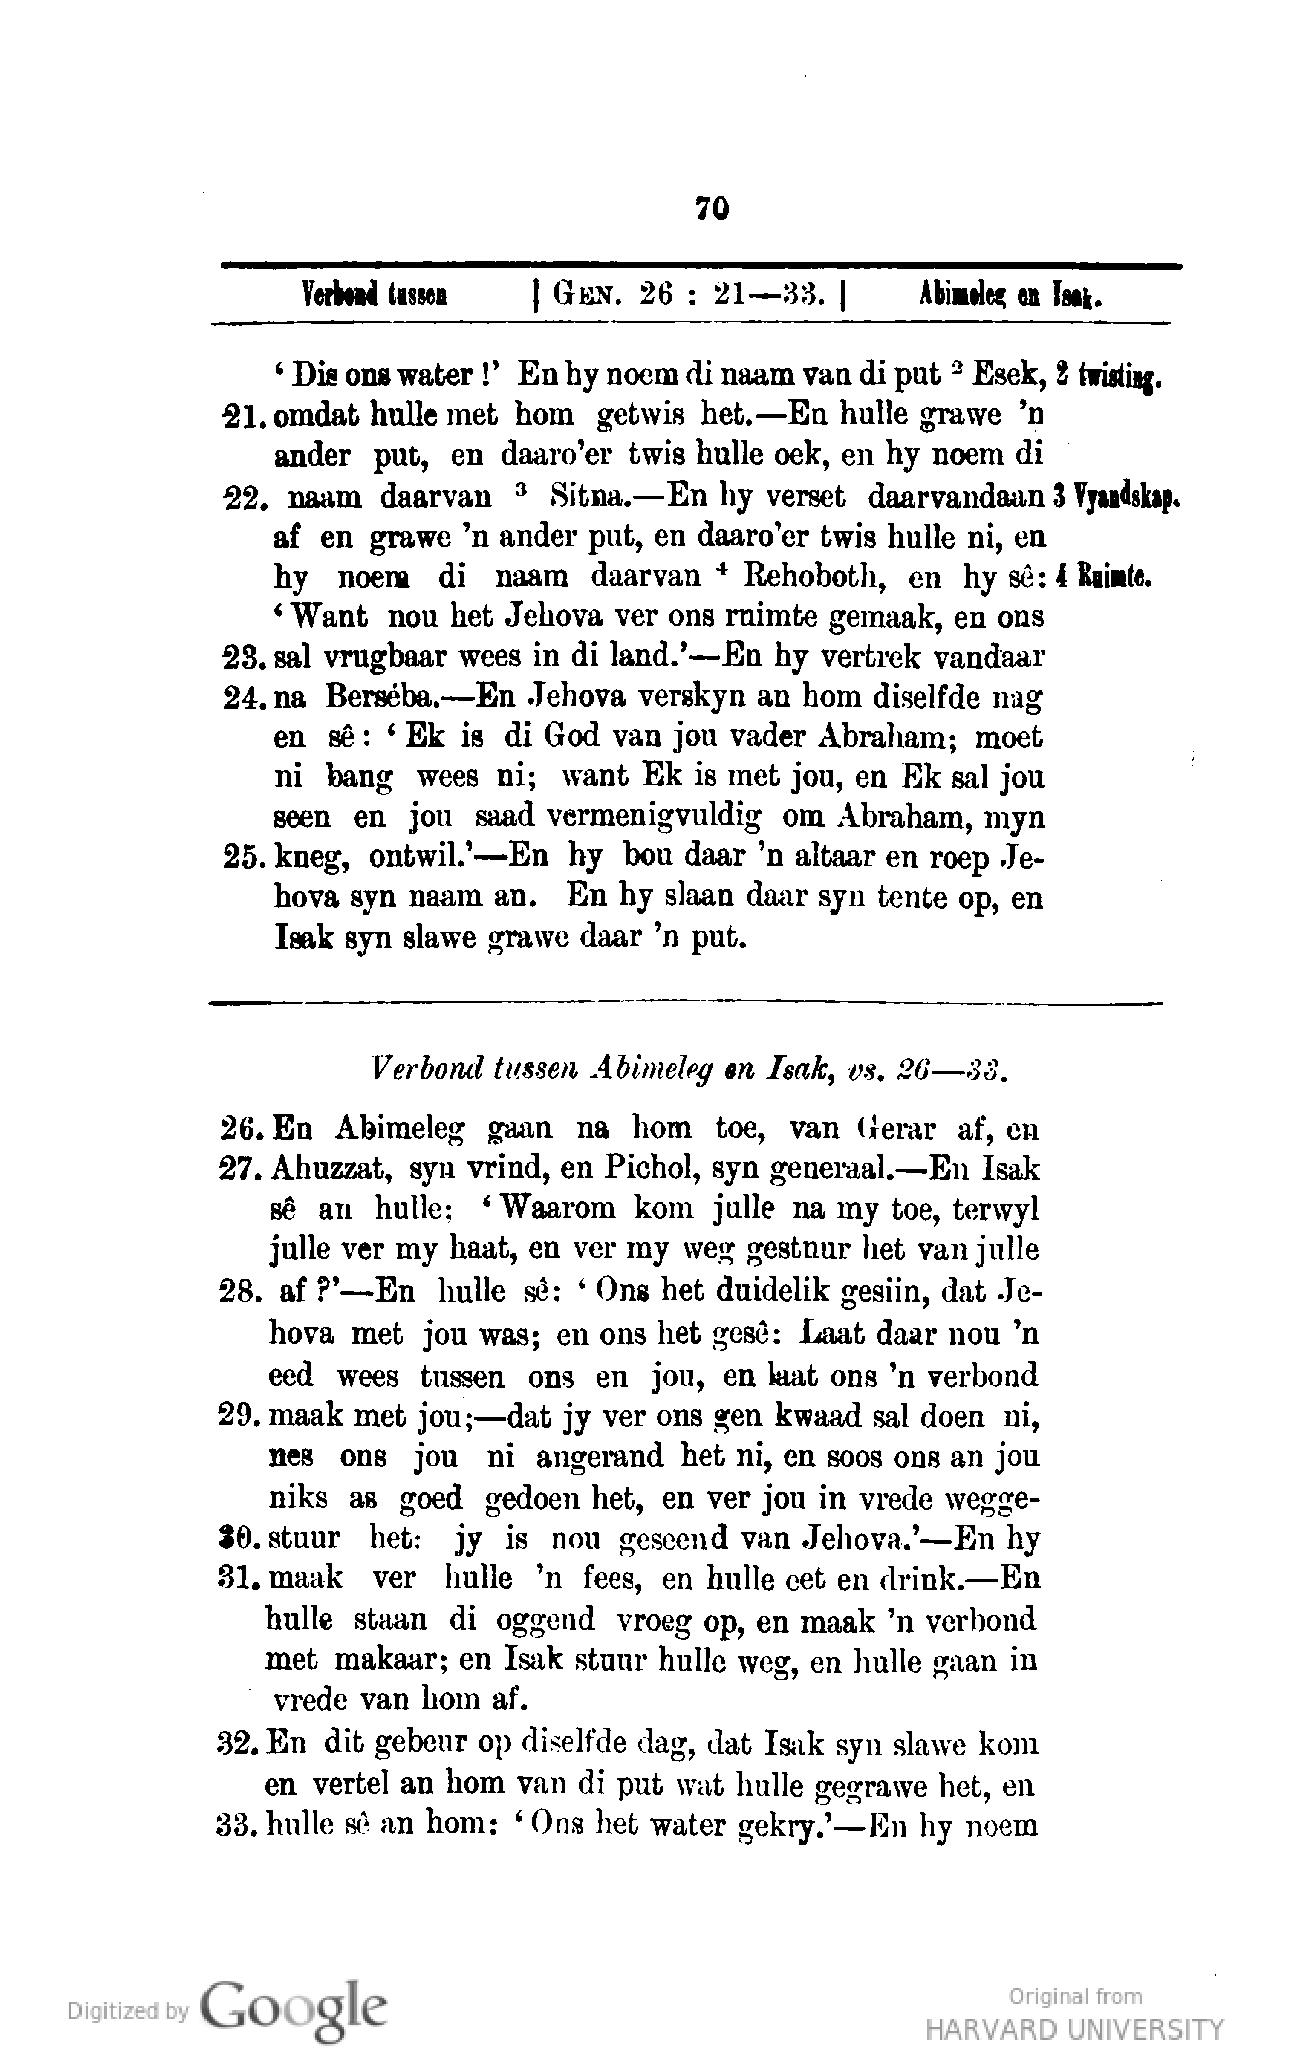 70
Verbond tussen | GEN. 26 : 21—33. | Abimeleg en Isak.
‘ Dis ons water !’ En hy noem di naam van di put ² Esek, 2 twisting.
21. omdat hulle met hom getwis het.—En hulle grawe ’n
ander put, en daaro’er twis hulle oek, en hy noem di
22. naam daarvan ³ Sitna.—En hy verset daarvandaan 3 Vyandskap.
af en grawe ’n ander put, en daaro’er twis hulle ni, en
hy noem di naam daarvan ⁴ Rehoboth, en hy sê: 4 Ruimte.
‘ Want nou het Jehova ver ons ruimte gemaak, en ons
23. sal vrugbaar wees in di land.’—En hy vertrek vandaar
24. na Berséba.—En Jehova verskyn an hom diselfde nag
en sê : ‘ Ek is di God van jou vader Abraham; moet
ni bang wees ni; want Ek is met jou, en Ek sal jou
seen en jou saad vermenigvuldig om Abraham, myn
25. kneg, ontwil.’—En hy bou daar ’n altaar en roep Je-
hova syn naam an. En hy slaan daar syn tente op, en
Isak syn slawe grawe daar ’n put.
Verbond tussen Abimeleg en Isak, vs. 26—33.
26. En Abimeleg gaan na hom toe, van Gerar af, en
27. Ahuzzat, syn vrind, en Pichol, syn generaal.—En Isak
sê an hulle: ‘ Waarom kom julle na my toe, terwyl
julle ver my haat, en ver my weg gestuur het van julle
28. af ?’—En hulle sê: ‘ Ons het duidelik gesiin, dat Je-
hova met jou was; en ons het gesê: Laat daar nou ’n
eed wees tussen ons en jou, en laat ons ’n verbond
29. maak met jou;—dat jy ver ons gen kwaad sal doen ni,
nes ons jou ni angerand het ni, en soos ons an jou
niks as goed gedoen het, en ver jou in vrede wegge-
30. stuur het: jy is nou geseend van Jehova.’—En hy
31. maak ver hulle ’n fees, en hulle eet en drink.—En
hulle staan di oggend vroeg op, en maak ’n verbond
met makaar; en Isak stuur hulle weg, en hulle gaan in
vrede van hom af.
32. En dit gebeur op diselfde dag, dat Isak syn slawe kom
en vertel an hom van di put wat hulle gegrawe het, en
33. hulle sê an hom: ‘ Ons het water gekry.’—En hy noem
Digitized by Google
Original from
HARVARD UNIVERSITY